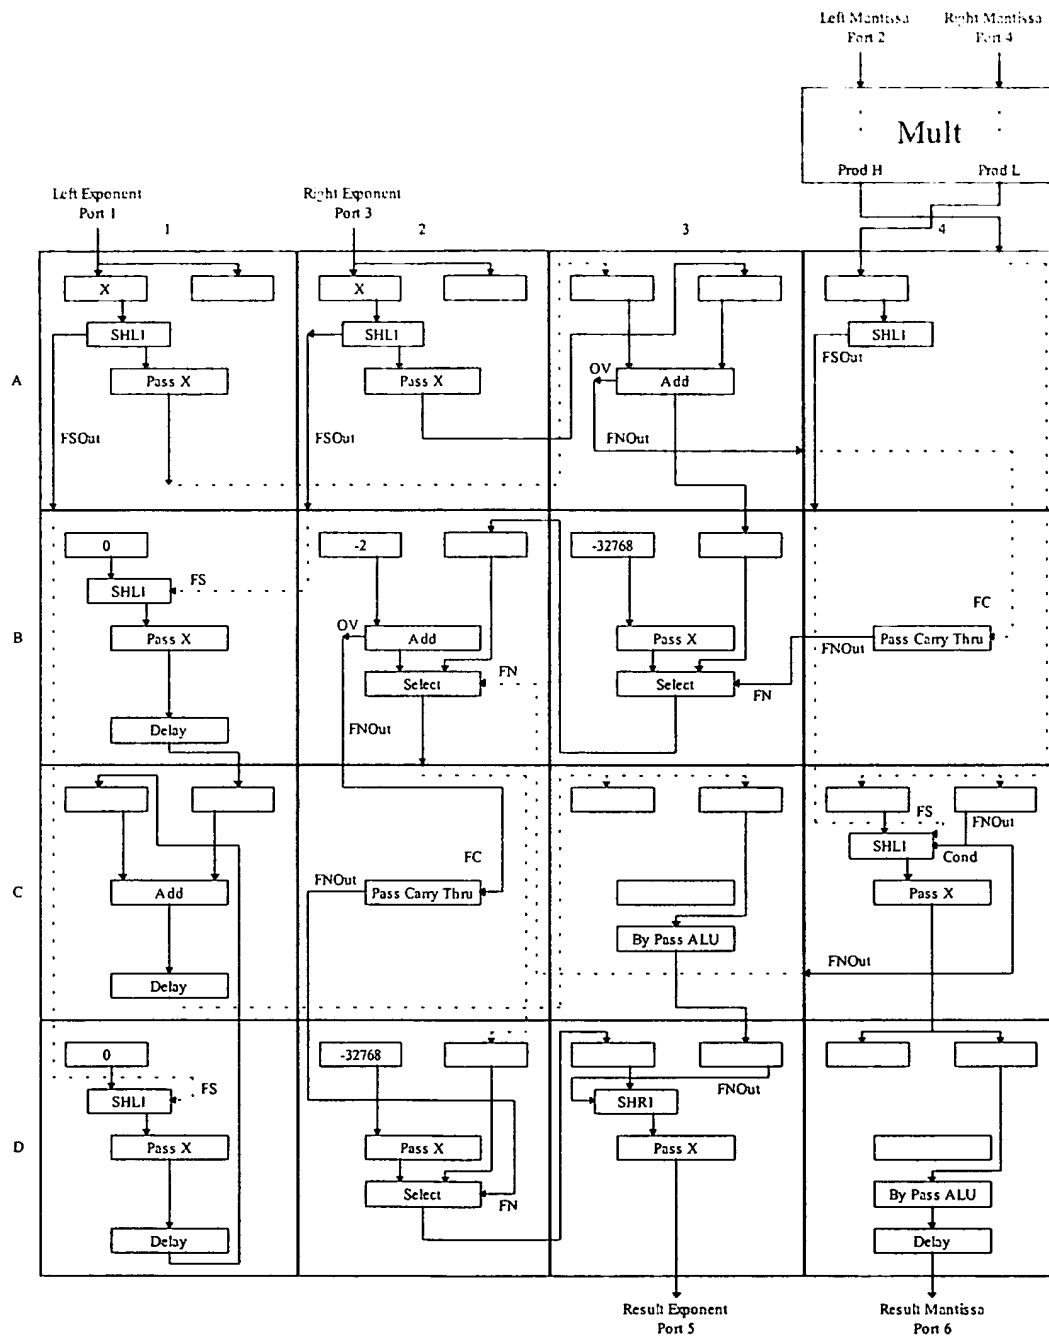 Left Mantissa Right Mantissa
Port 2 Port 4
Mult
Prod H Prod L
Left Exponent Right Exponent
Port 1 Port 3
1 2 3 4
X X
SHL1 SHL1 SHL1
FSOut
OV
A Pass X Pass X Add
FSOut FSOut FNOut
0 -2 -32768
SHL1 FS
FC
B Pass X OV Add Pass X Pass Carry Thru
FNOut
FN
Select Select
FN
FNOut
Delay
FS
FNOut
SHL1
Cond
FC
C Add FNOut Pass Carry Thru Pass X
By Pass ALU
FNOut
Delay
0 -32768
FS FNOut
SHL1 SHR1
D Pass X Pass X Pass X
Select By Pass ALU
FN
Delay Delay
Result Exponent Result Mantissa
Port 5 Port 6